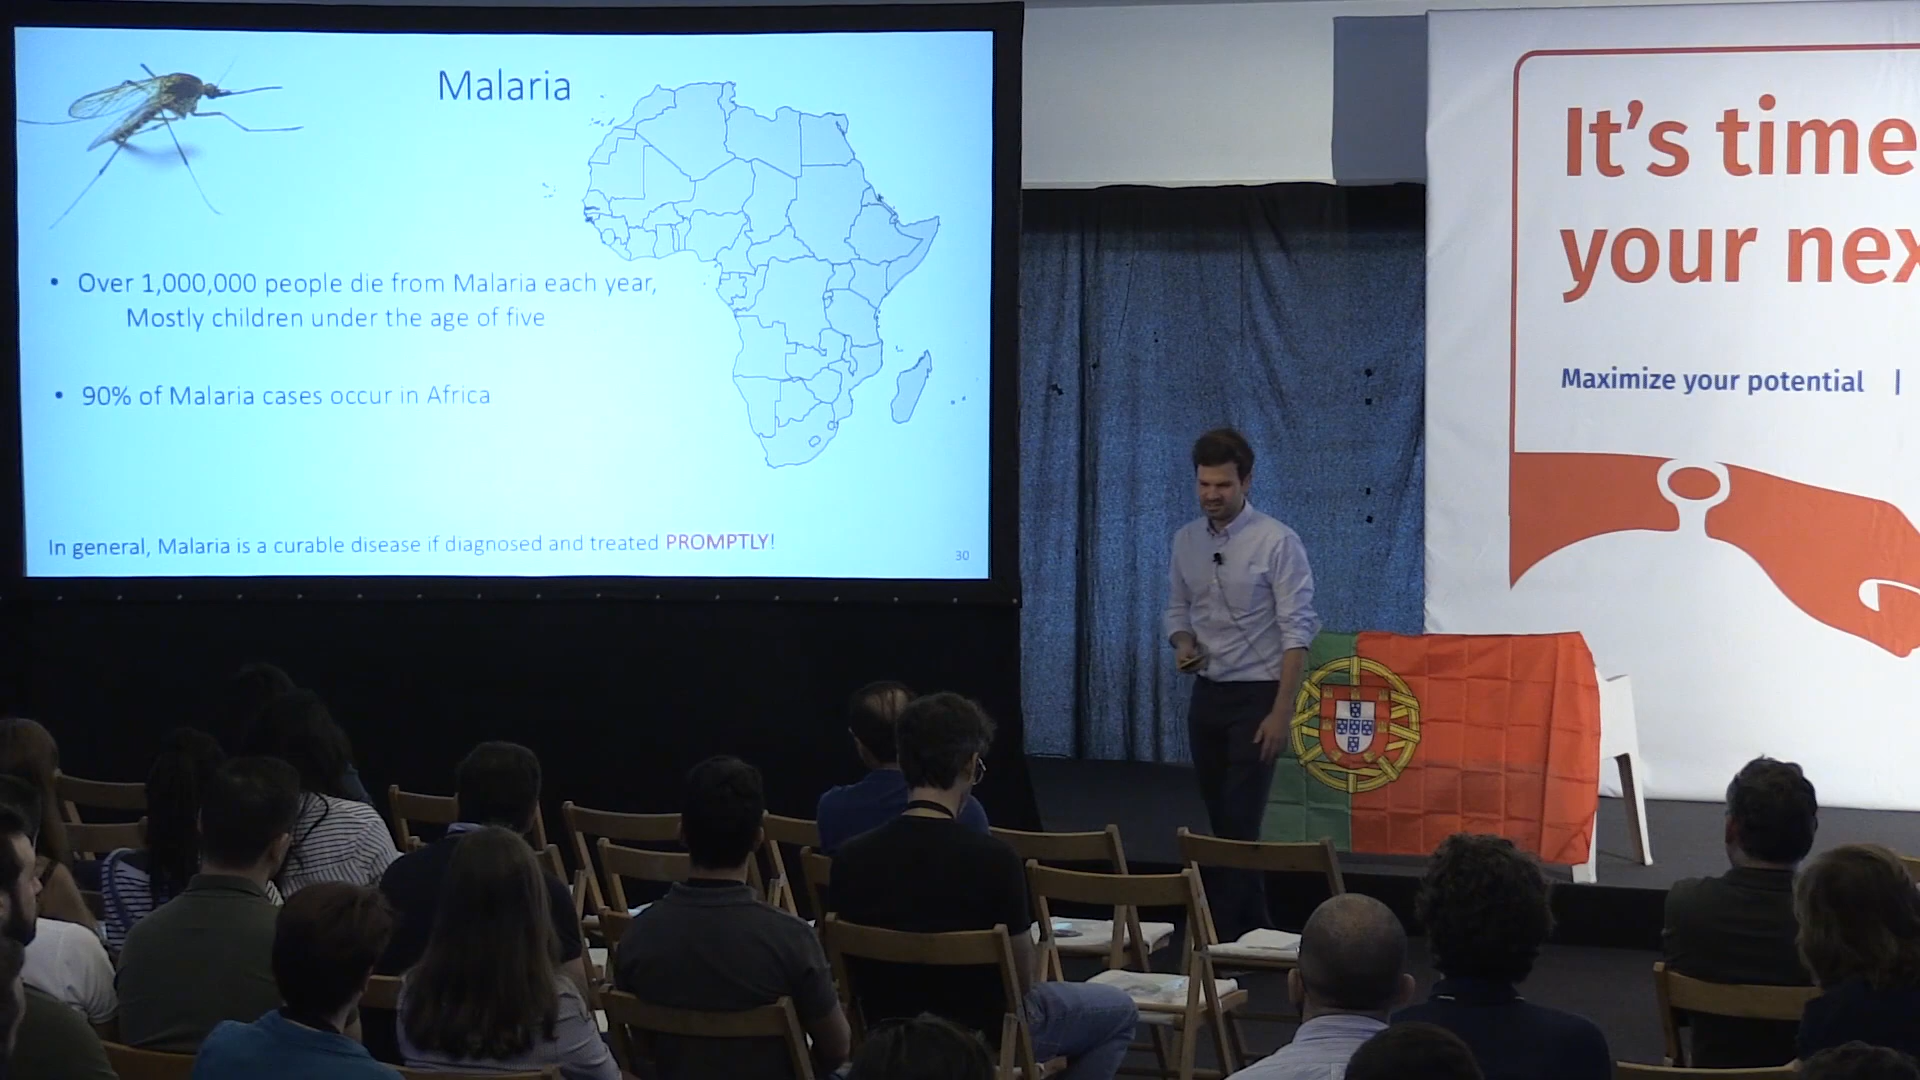 Malaria
• Over 1,000,000 people die from Malaria each year,
Mostly children under the age of five
• 90% of Malaria cases occur in Africa
In general, Malaria is a curable disease if diagnosed and treated PROMPTLY!
30
It's time
your nex
Maximize your potential |